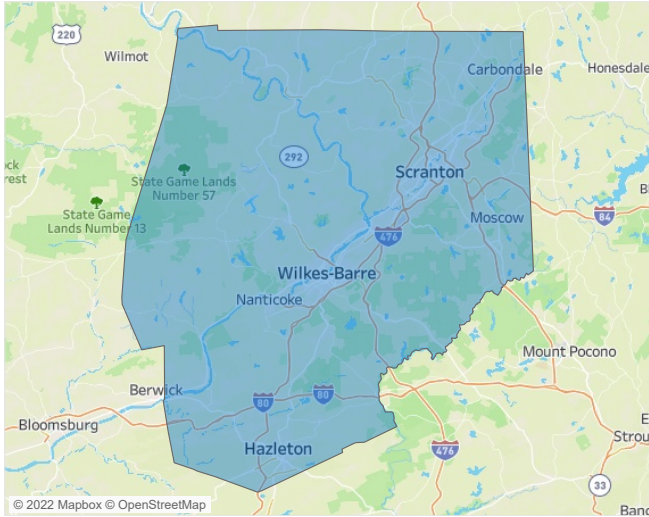 220
Wilmot
Carbondale
Honesdale
292
ock
rest
Scranton
State Game Lands
Number 57
State Game
Lands Number 13
Moscow
84
476
Wilkes-Barre
Nanticoke
Mount Pocono
Berwick
80
80
Bloomsburg
Hazleton
476
Strou
33
Bang
© 2022 Mapbox © OpenStreetMap